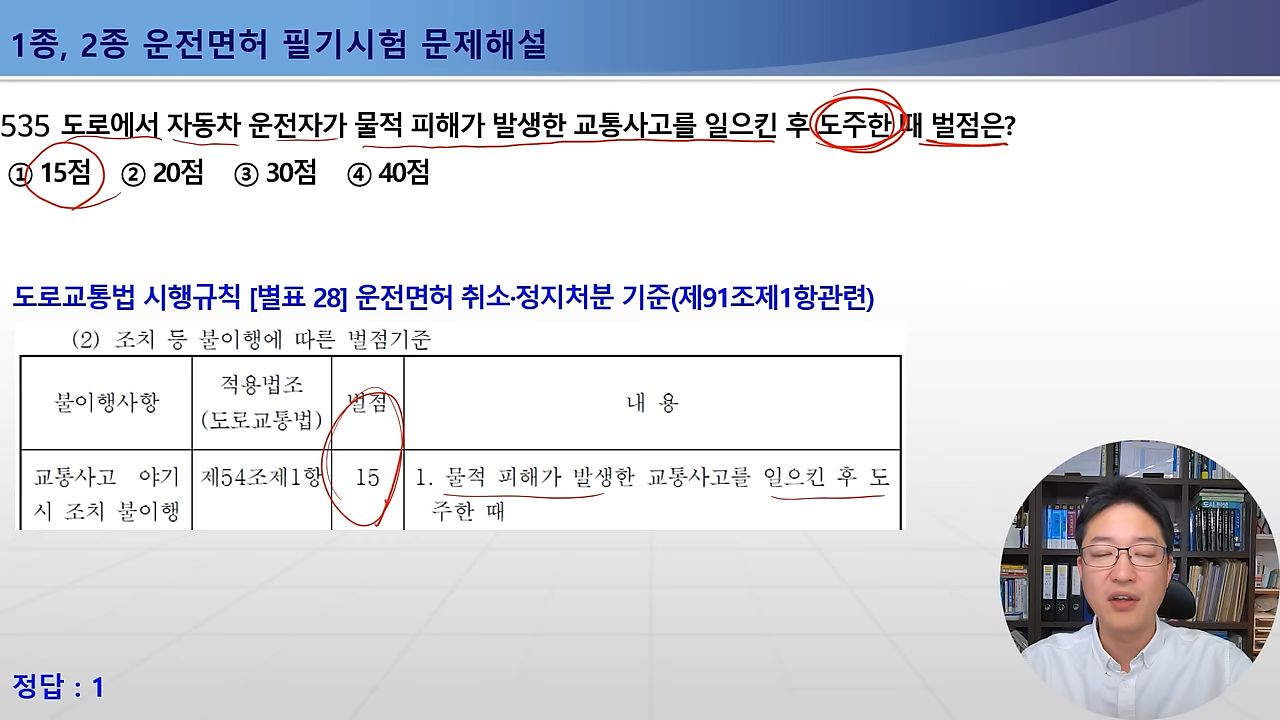 1종, 2종 운전면허 필기시험 문제해설
535 도로에서 자동차 운전자가 물적 피해가 발생한 교통사고를 일으킨 후 도주한 때 벌점은?
① 15점 ② 20점 ③ 30점 ④ 40점
도로교통법 시행규칙 [별표 28] 운전면허 취소·정지처분 기준(제91조제1항관련)
(2) 조치 등 불이행에 따른 벌점기준
불이행사항
적용법조
(도로교통법)
벌점
내 용
교통사고 야기
시 조치 불이행
제54조제1항
15
1. 물적 피해가 발생한 교통사고를 일으킨 후 도
주한 때
정답 : 1